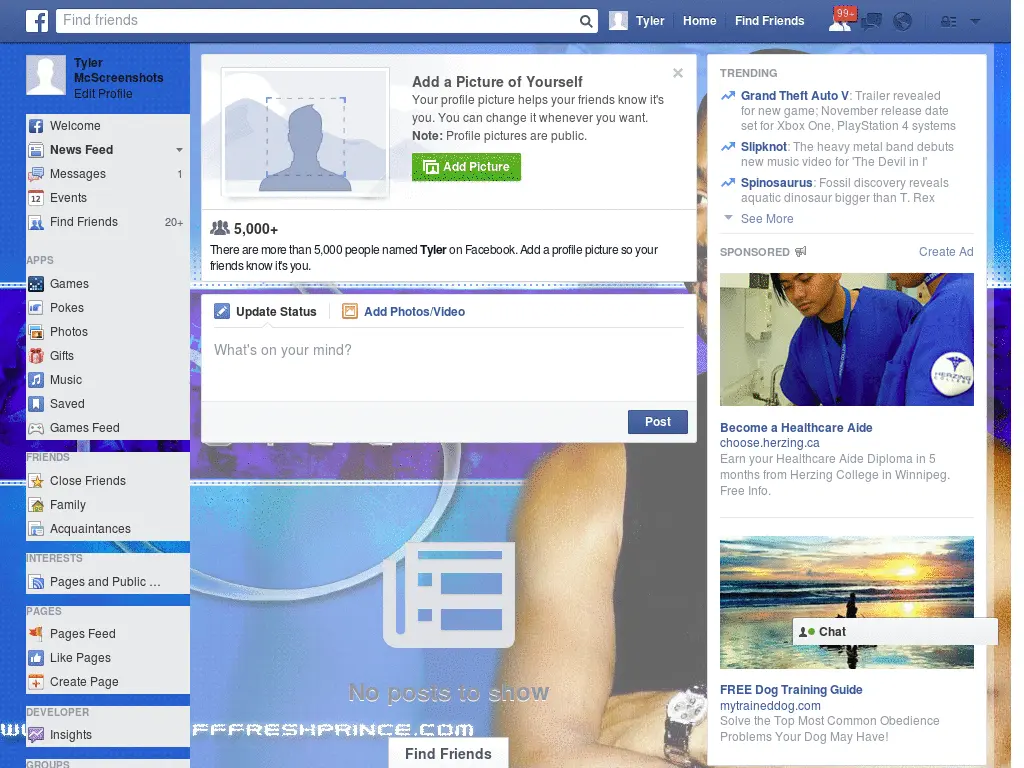 Find friends
Tyler
Home
Find Friends
99+
Tyler
McScreenshots
Edit Profile
Welcome
News Feed
Messages 1
Events
Find Friends 20+
APPS
Games
Pokes
Photos
Gifts
Music
Saved
Games Feed
FRIENDS
Close Friends
Family
Acquaintances
INTERESTS
Pages and Public ...
PAGES
Pages Feed
Like Pages
Create Page
DEVELOPER
Insights
GROUPS
Add a Picture of Yourself
Your profile picture helps your friends know it's
you. You can change it whenever you want.
Note: Profile pictures are public.
Add Picture
5,000+
There are more than 5,000 people named Tyler on Facebook. Add a profile picture so your
friends know it's you.
Update Status
Add Photos/Video
What's on your mind?
Post
No posts to show
FFFRESHPRINCE.COM
Find Friends
TRENDING
Grand Theft Auto V: Trailer revealed
for new game; November release date
set for Xbox One, PlayStation 4 systems
Slipknot: The heavy metal band debuts
new music video for 'The Devil in I'
Spinosaurus: Fossil discovery reveals
aquatic dinosaur bigger than T. Rex
See More
SPONSORED
Create Ad
HERZING
COLLEGE
Become a Healthcare Aide
choose.herzing.ca
Earn your Healthcare Aide Diploma in 5
months from Herzing College in Winnipeg.
Free Info.
Chat
FREE Dog Training Guide
mytraineddog.com
Solve the Top Most Common Obedience
Problems Your Dog May Have!